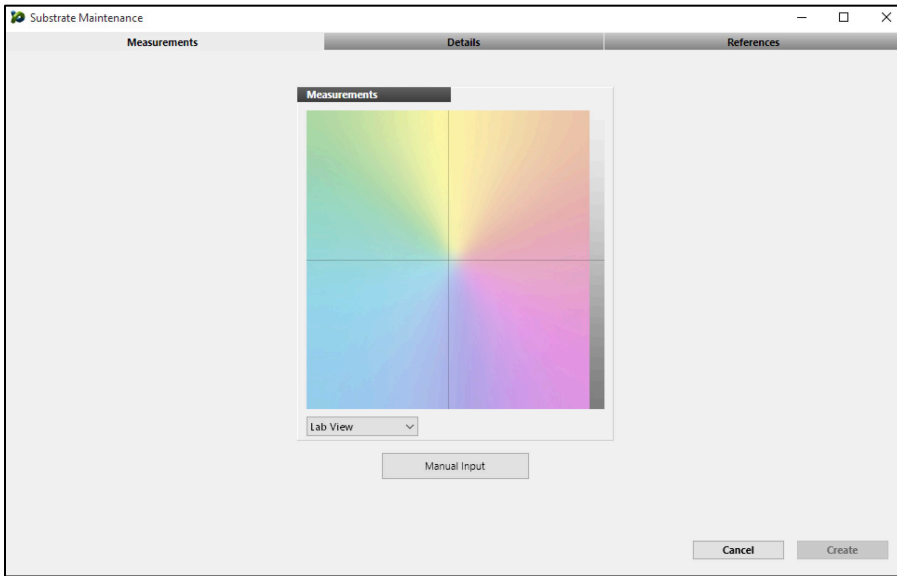 Substrate Maintenance
Measurements Details References
Measurements
Lab View
Manual Input
Cancel Create